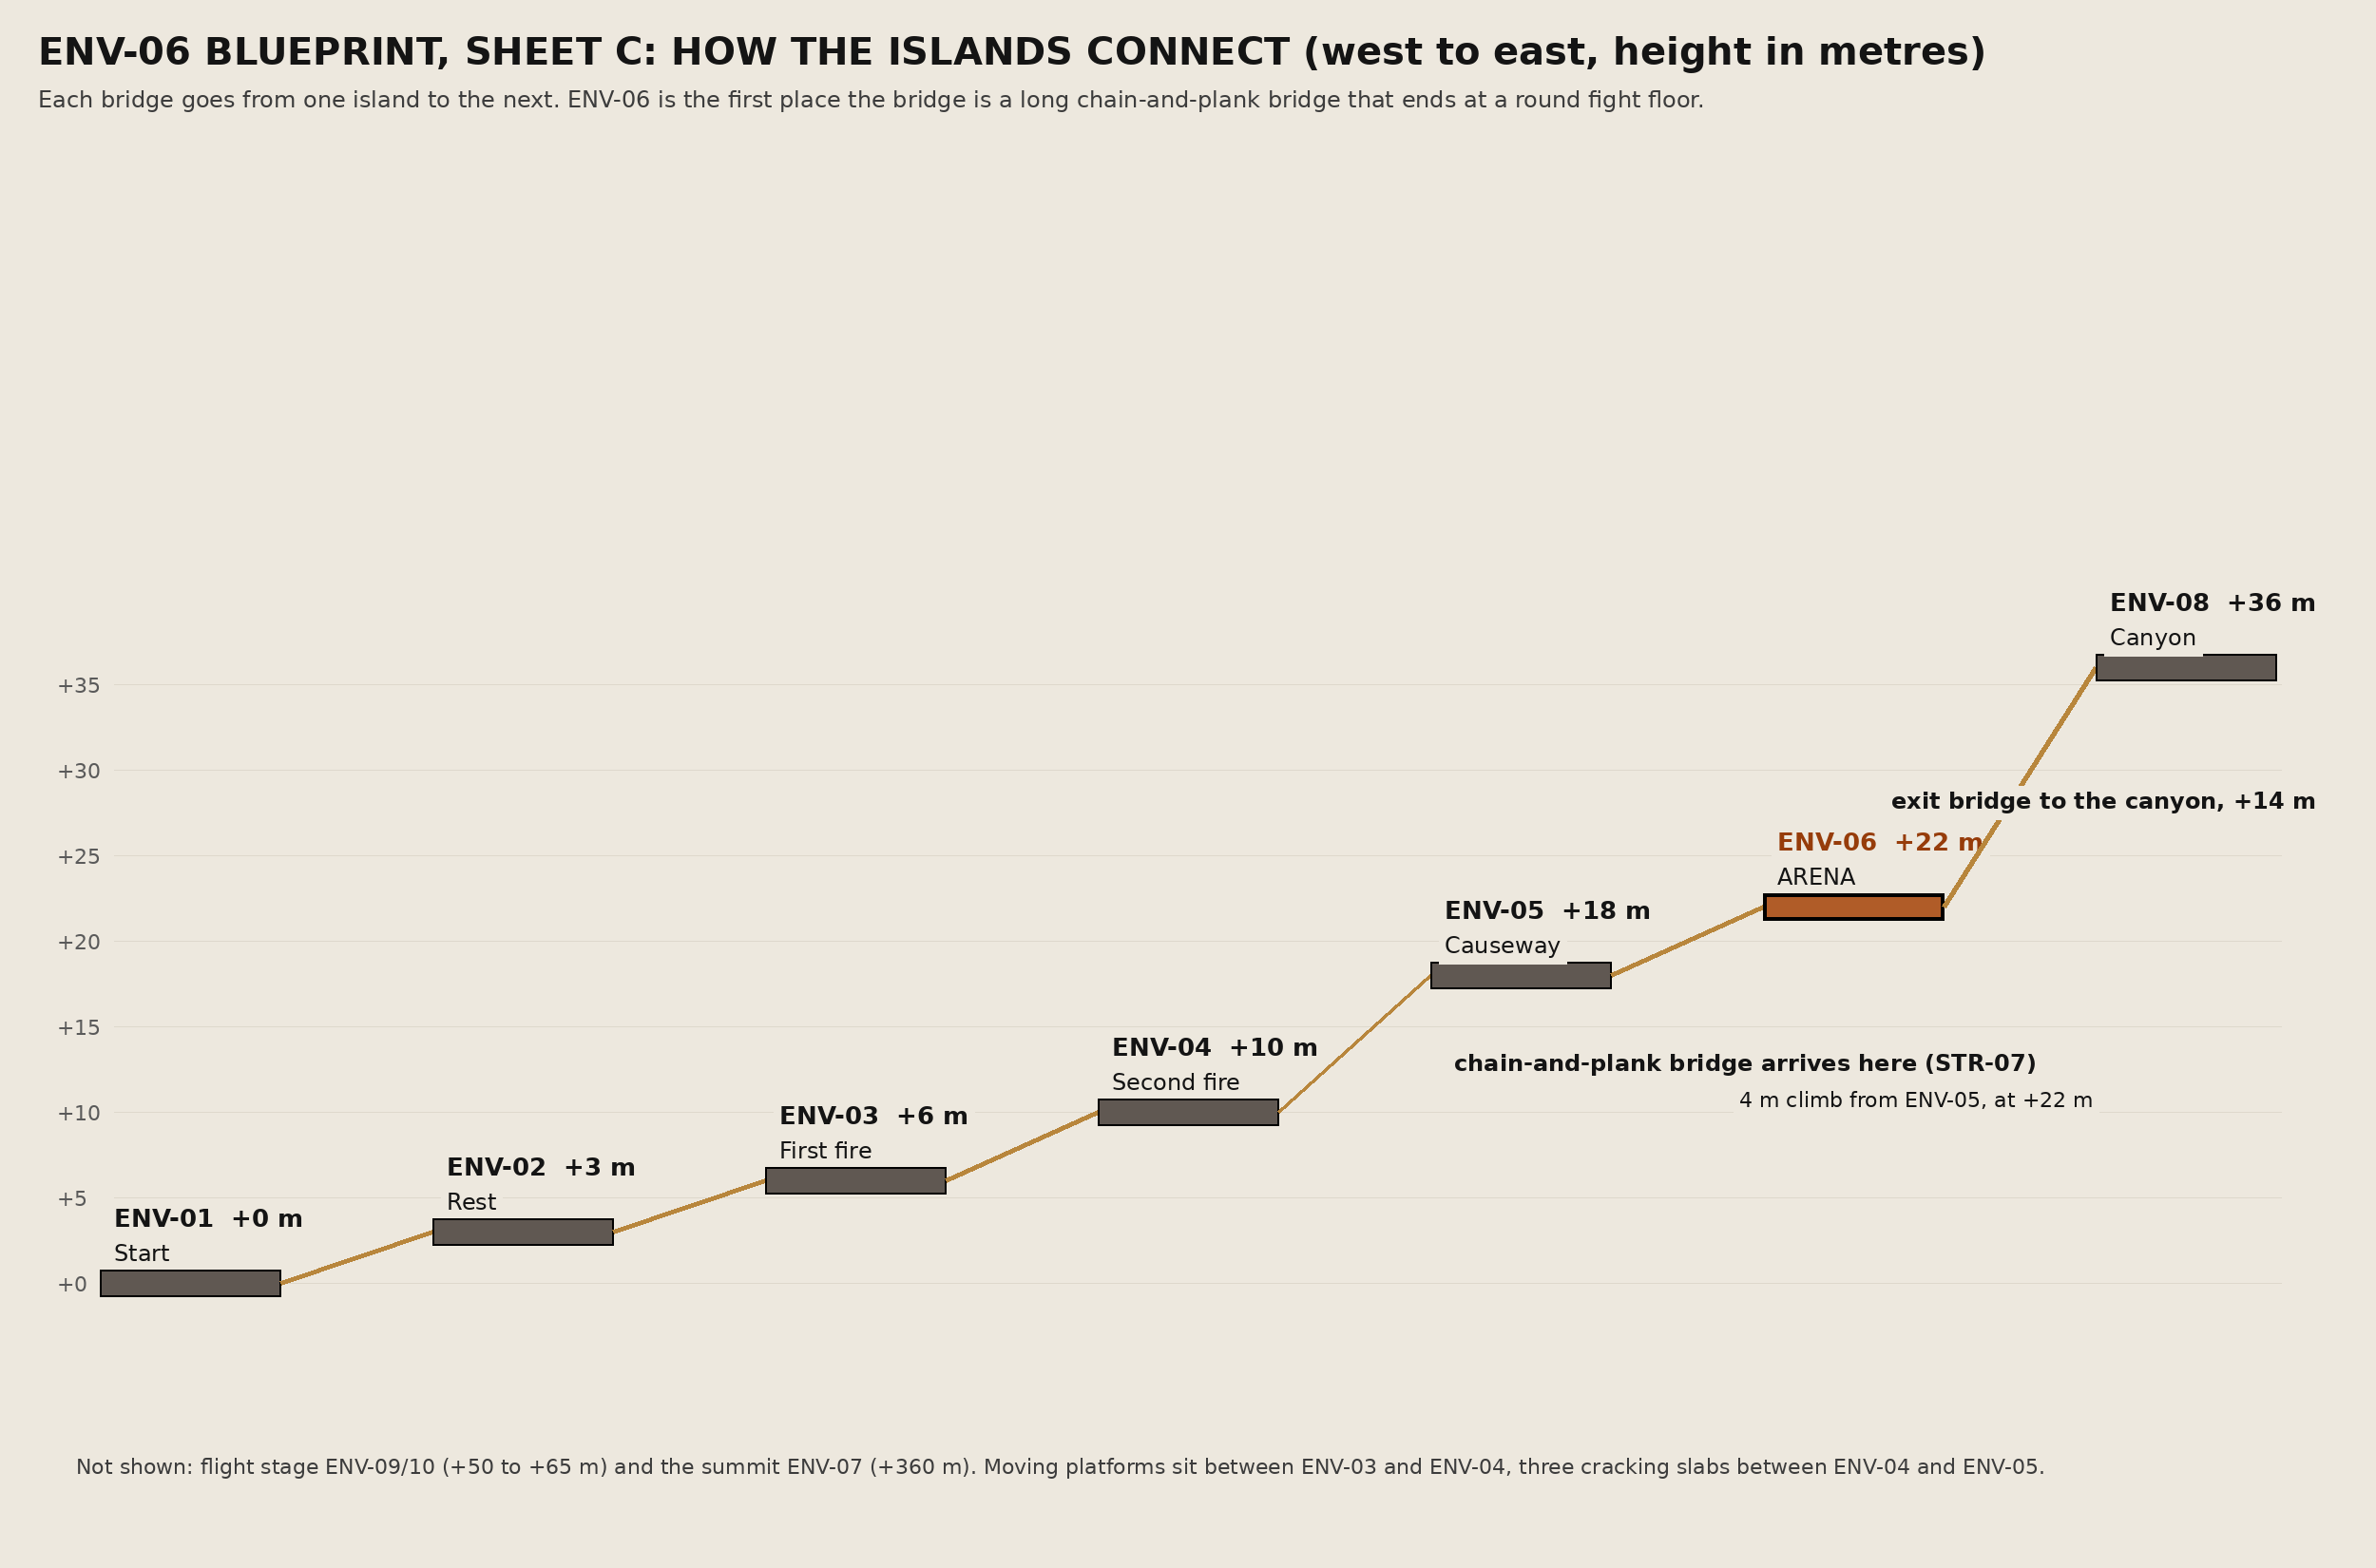 ENV-06 BLUEPRINT, SHEET C: HOW THE ISLANDS CONNECT (west to east, height in metres)
Each bridge goes from one island to the next. ENV-06 is the first place the bridge is a long chain-and-plank bridge that ends at a round fight floor.
ENV-08 +36 m
Canyon
+35
+30
exit bridge to the canyon, +14 m
ENV-06 +22 m
+25
ARENA
ENV-05 +18 m
+20
Causeway
+15
ENV-04 +10 m
chain-and-plank bridge arrives here (STR-07)
Second fire
4 m climb from ENV-05, at +22 m
+10
ENV-03 +6 m
First fire
ENV-02 +3 m
+5
Rest
ENV-01 +0 m
Start
+0
Not shown: flight stage ENV-09/10 (+50 to +65 m) and the summit ENV-07 (+360 m). Moving platforms sit between ENV-03 and ENV-04, three cracking slabs between ENV-04 and ENV-05.